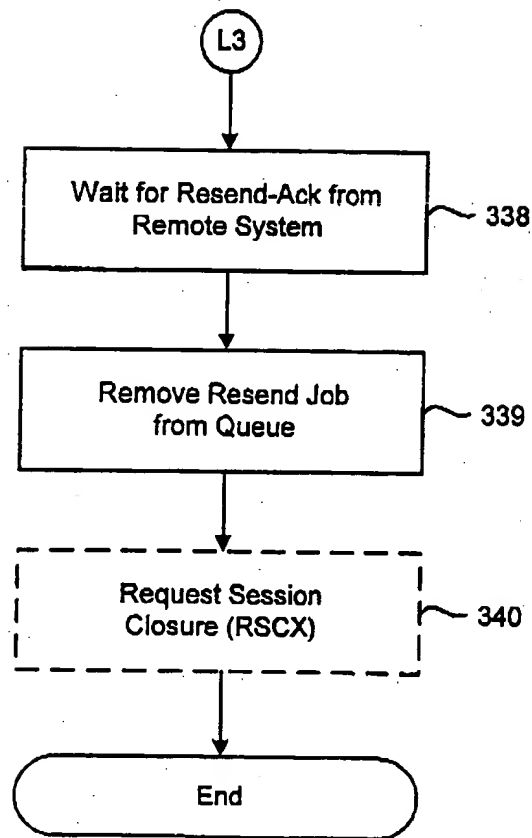 L3
Wait for Resend-Ack from
Remote System
338
Remove Resend Job
from Queue
339
Request Session
Closure (RSCX)
340
End